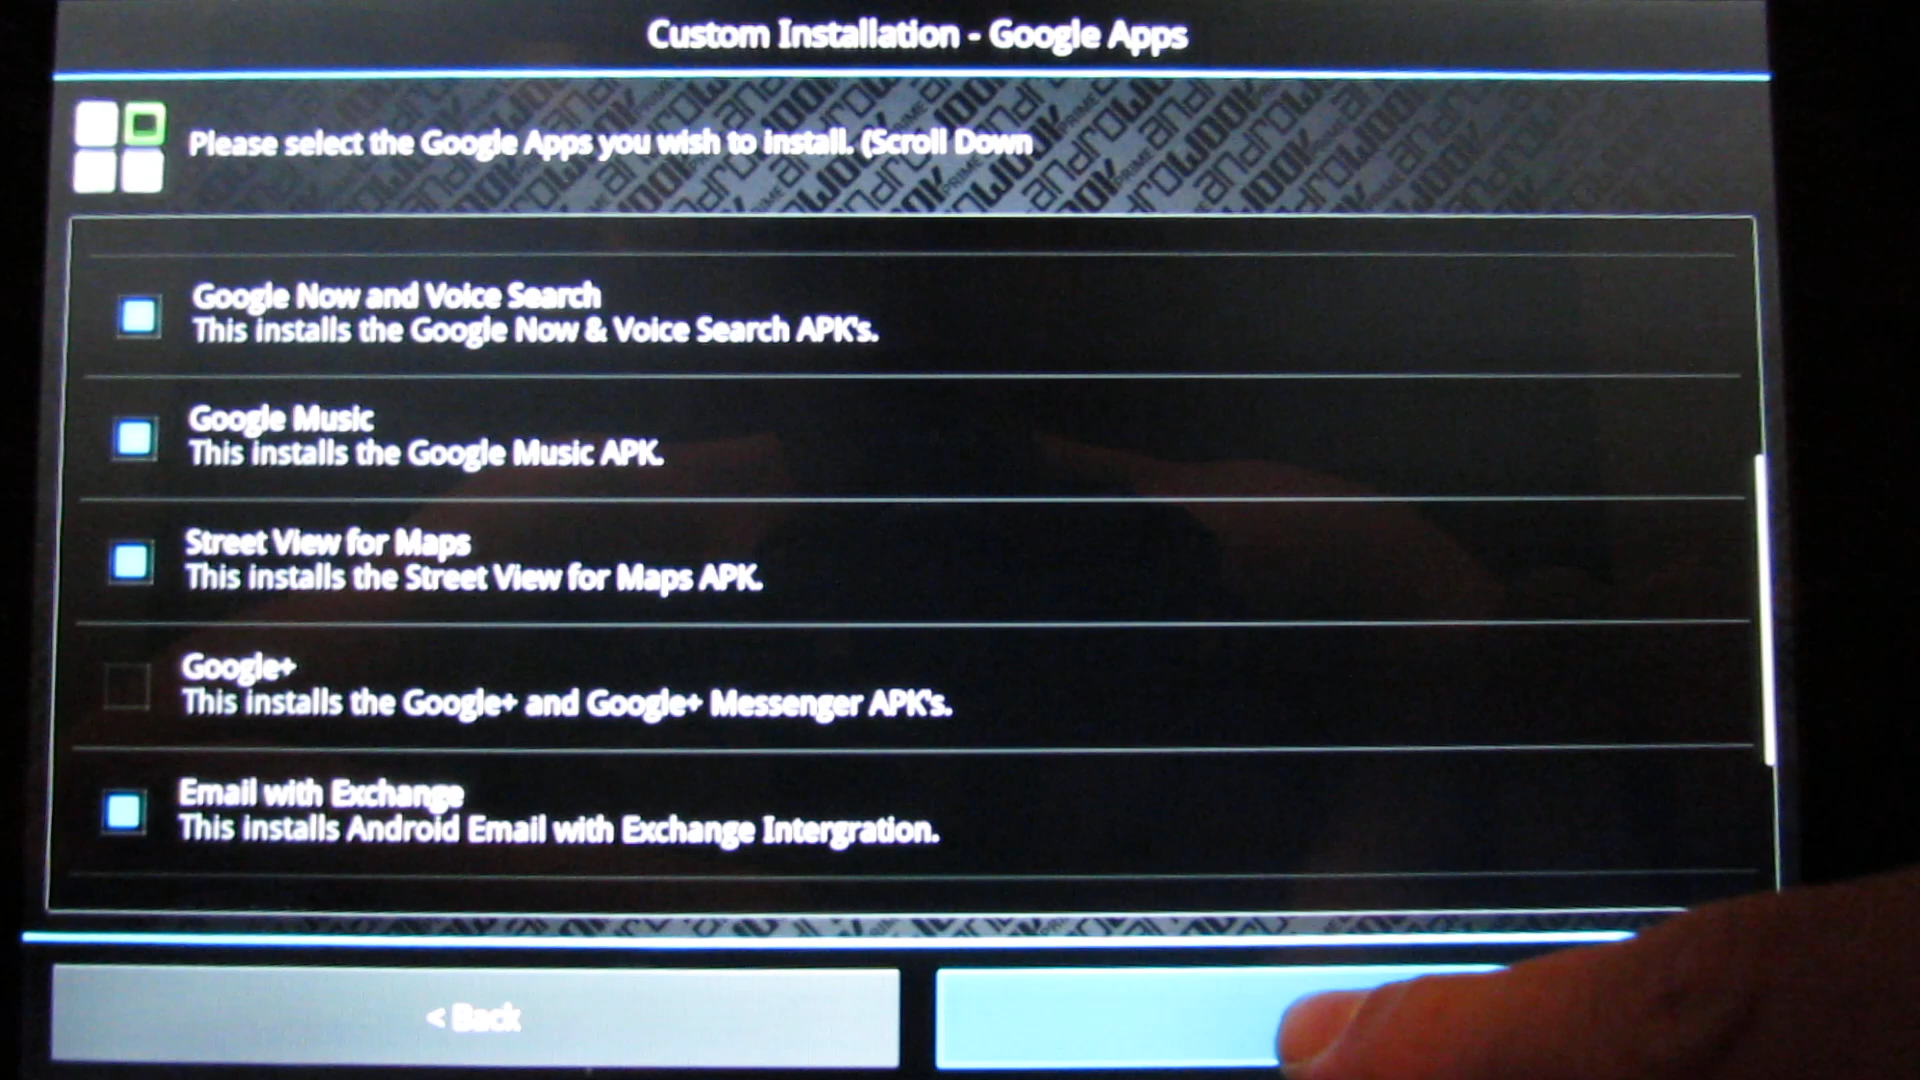 Custom Installation - Google Apps
Please select the Google Apps you wish to install. (Scroll Down
Google Now and Voice Search
This installs the Google Now & Voice Search APK's.
Google Music
This installs the Google Music APK.
Street View for Maps
This installs the Street View for Maps APK.
Google+
This installs the Google+ and Google+ Messenger APK's.
Email with Exchange
This installs Android Email with Exchange Intergration.
< Back